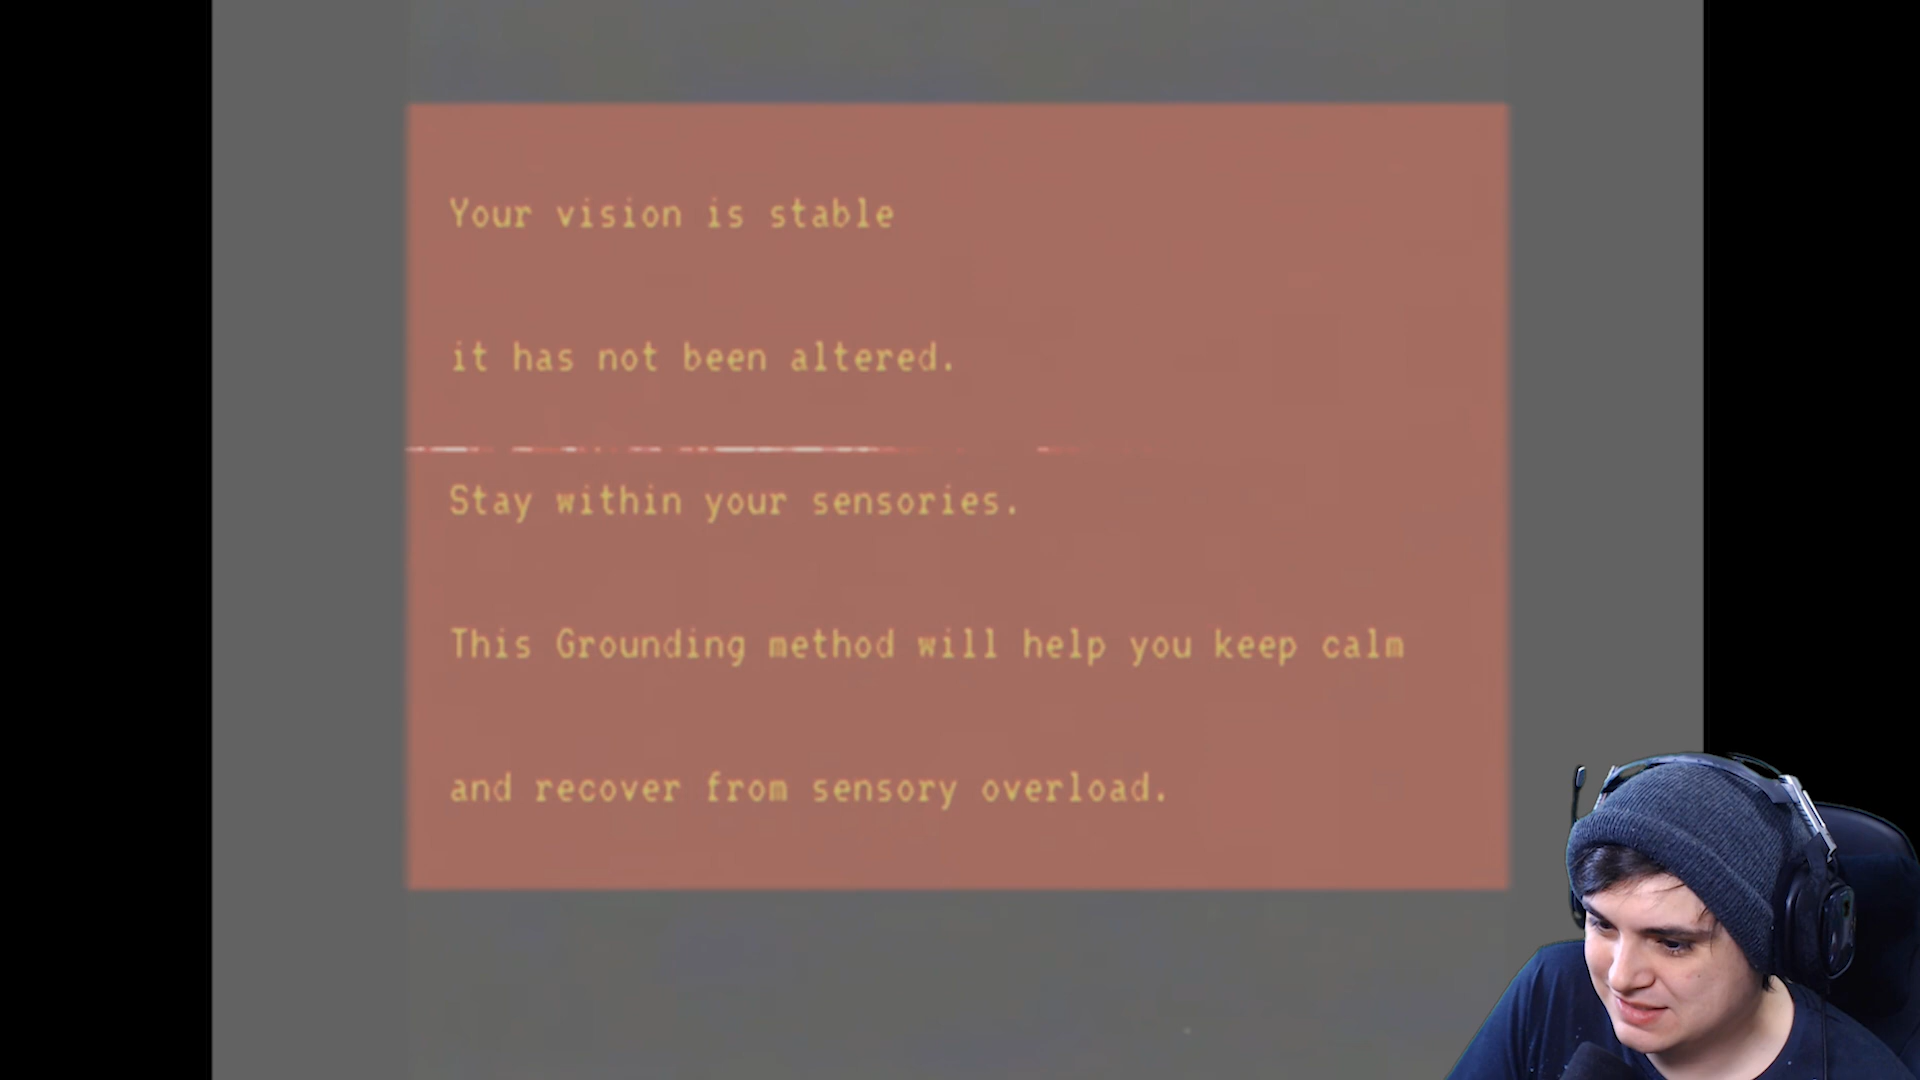 Your vision is stable
it has not been altered.
Stay within your sensories.
This Grounding method will help you keep calm
and recover from sensory overload.